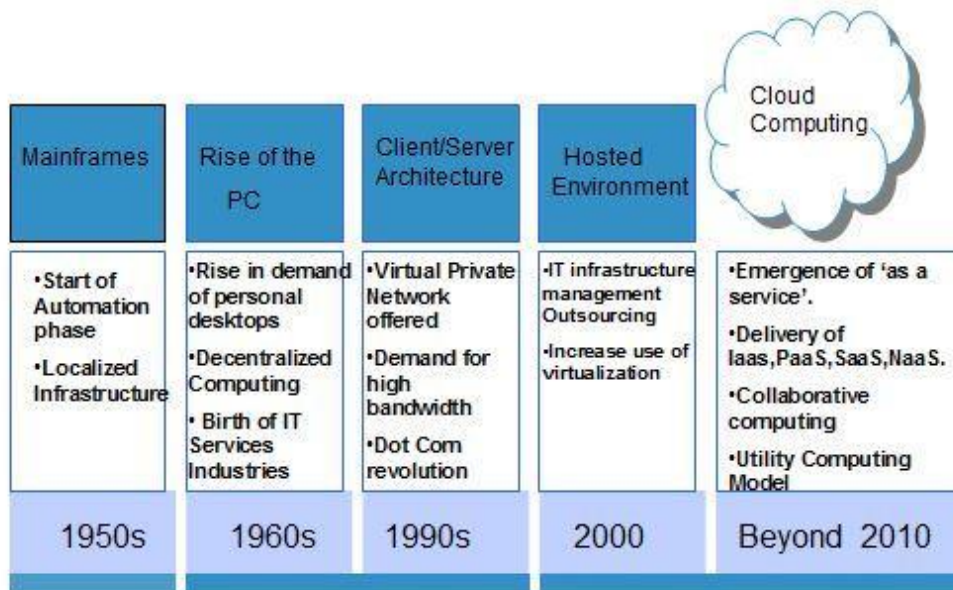 Mainframes
Rise of the
PC
Client/Server
Architecture
Hosted
Environment
Cloud
Computing
•Start of
Automation
phase
•Localized
Infrastructure
•Rise in demand
of personal
desktops
•Decentralized
Computing
• Birth of IT
Services
Industries
•Virtual Private
Network
offered
•Demand for
high
bandwidth
•Dot Com
revolution
•IT infrastructure
management
Outsourcing
•Increase use of
virtualization
•Emergence of ‘as a
service’.
•Delivery of
Iaas,PaaS,SaaS,NaaS.
•Collaborative
computing
•Utility Computing
Model
1950s
1960s
1990s
2000
Beyond 2010